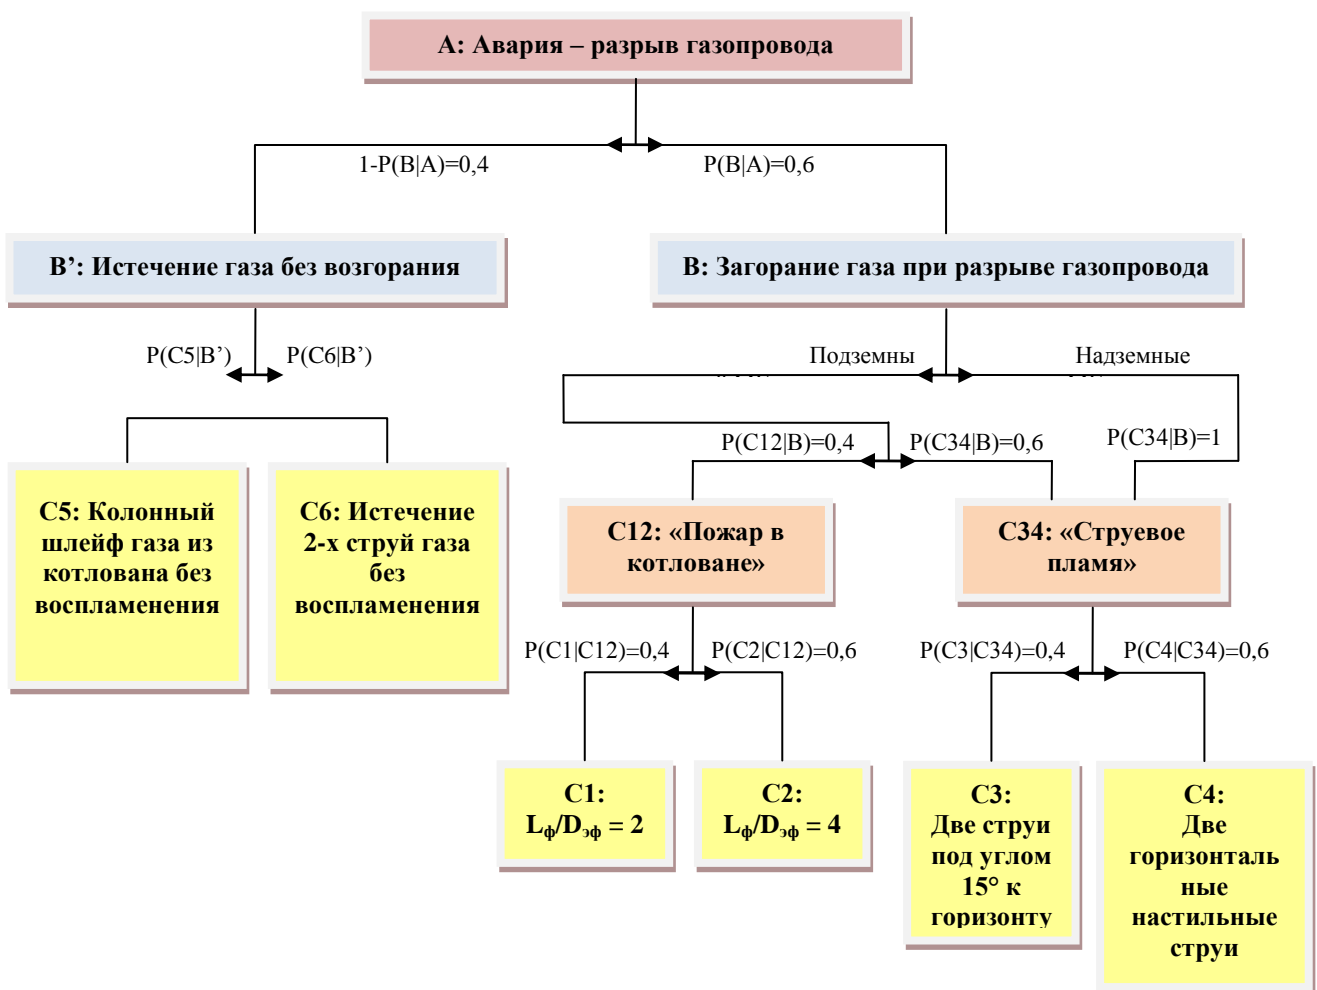 А: Авария – разрыв газопровода
1-P(B|A)=0,4
P(B|A)=0,6
B’: Истечение газа без возгорания
B: Загорание газа при разрыве газопровода
P(C5|B’)
P(C6|B’)
Подземны
Надземные
P(C12|B)=0,4
P(C34|B)=0,6
P(C34|B)=1
C5: Колонный
шлейф газа из
котлована без
воспламенения
C6: Истечение
2-х струй газа
без
воспламенения
C12: «Пожар в
котловане»
C34: «Струевое
пламя»
P(C1|C12)=0,4
P(C2|C12)=0,6
P(C3|C34)=0,4
P(C4|C34)=0,6
C1:
Lф/Dэф = 2
C2:
Lф/Dэф = 4
C3:
Две струи
под углом
15° к
горизонту
C4:
Две
горизонталь
ные
настильные
струи